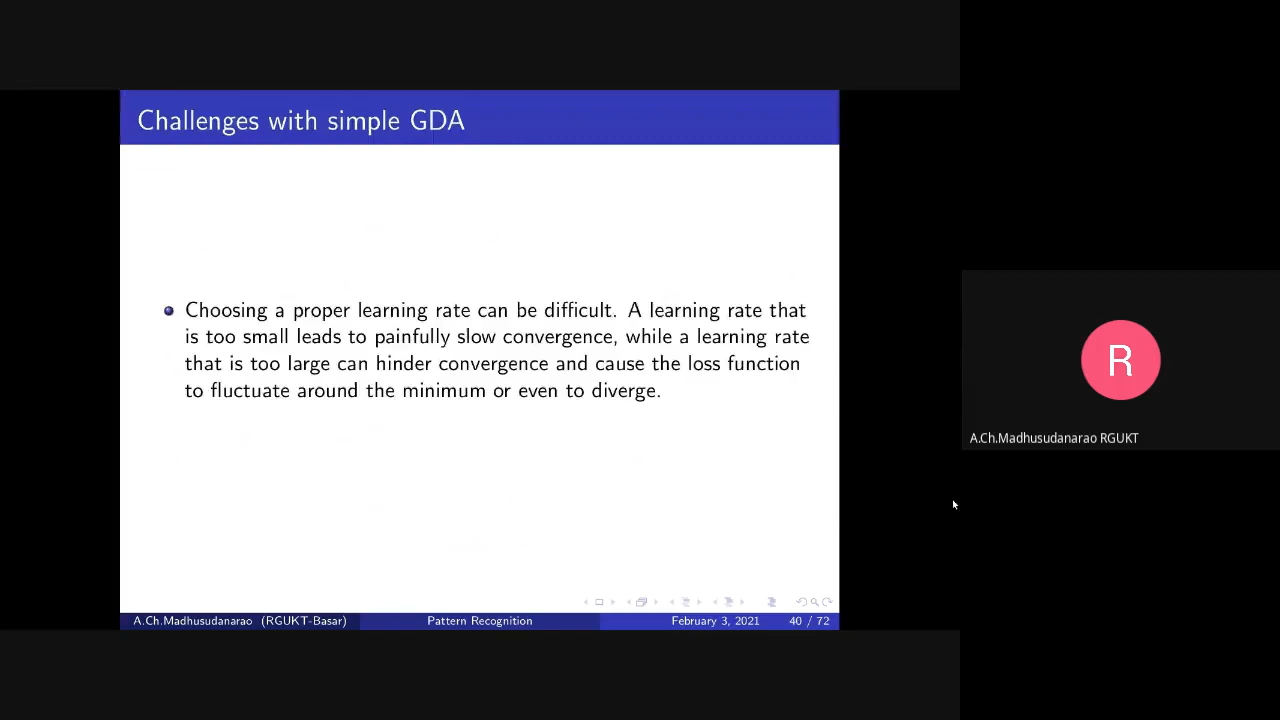 Challenges with simple GDA
Choosing a proper learning rate can be difficult. A learning rate that
is too small leads to painfully slow convergence, while a learning rate
that is too large can hinder convergence and cause the loss function
to fluctuate around the minimum or even to diverge.
R
A.Ch.Madhusudanarao RGUKT
A.Ch.Madhusudanarao (RGUKT-Basar) Pattern Recognition February 3, 2021 40 / 72